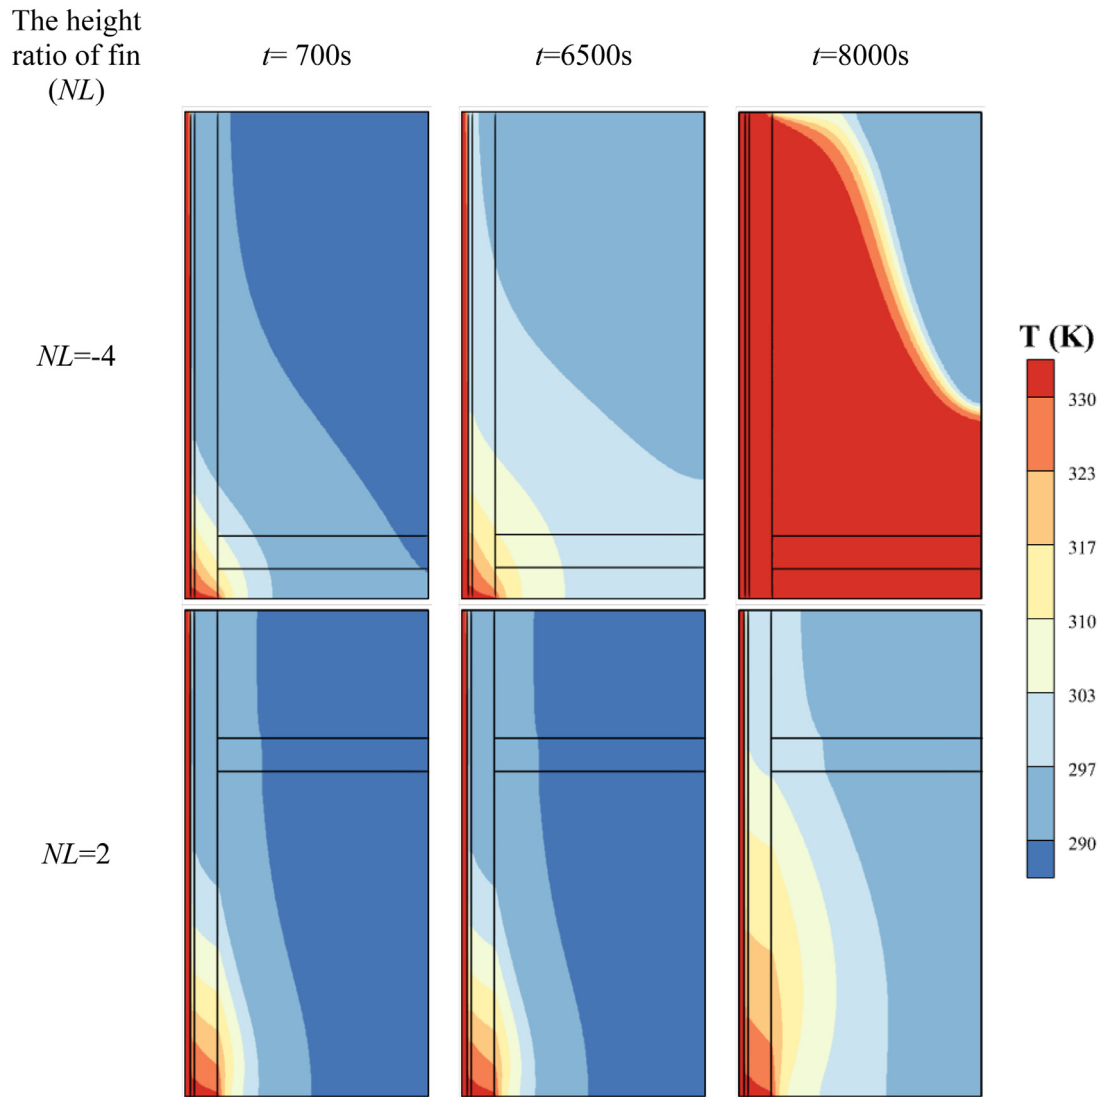 The height
ratio of fin
(NL)
t= 700s
t=6500s
t=8000s
NL=-4
NL=2
T (K)
330
323
317
310
303
297
290